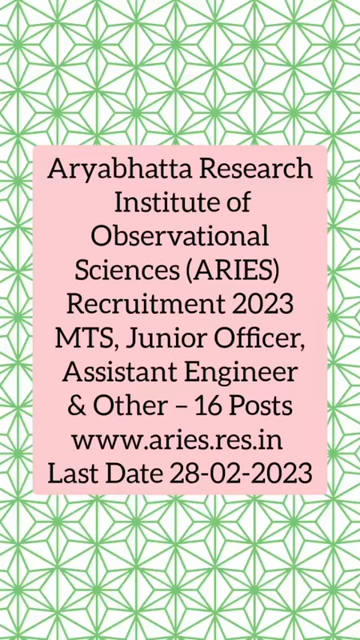 Aryabhatta Research
Institute of
Observational
Sciences (ARIES)
Recruitment 2023
MTS, Junior Officer,
Assistant Engineer
& Other – 16 Posts
www.aries.res.in
Last Date 28-02-2023